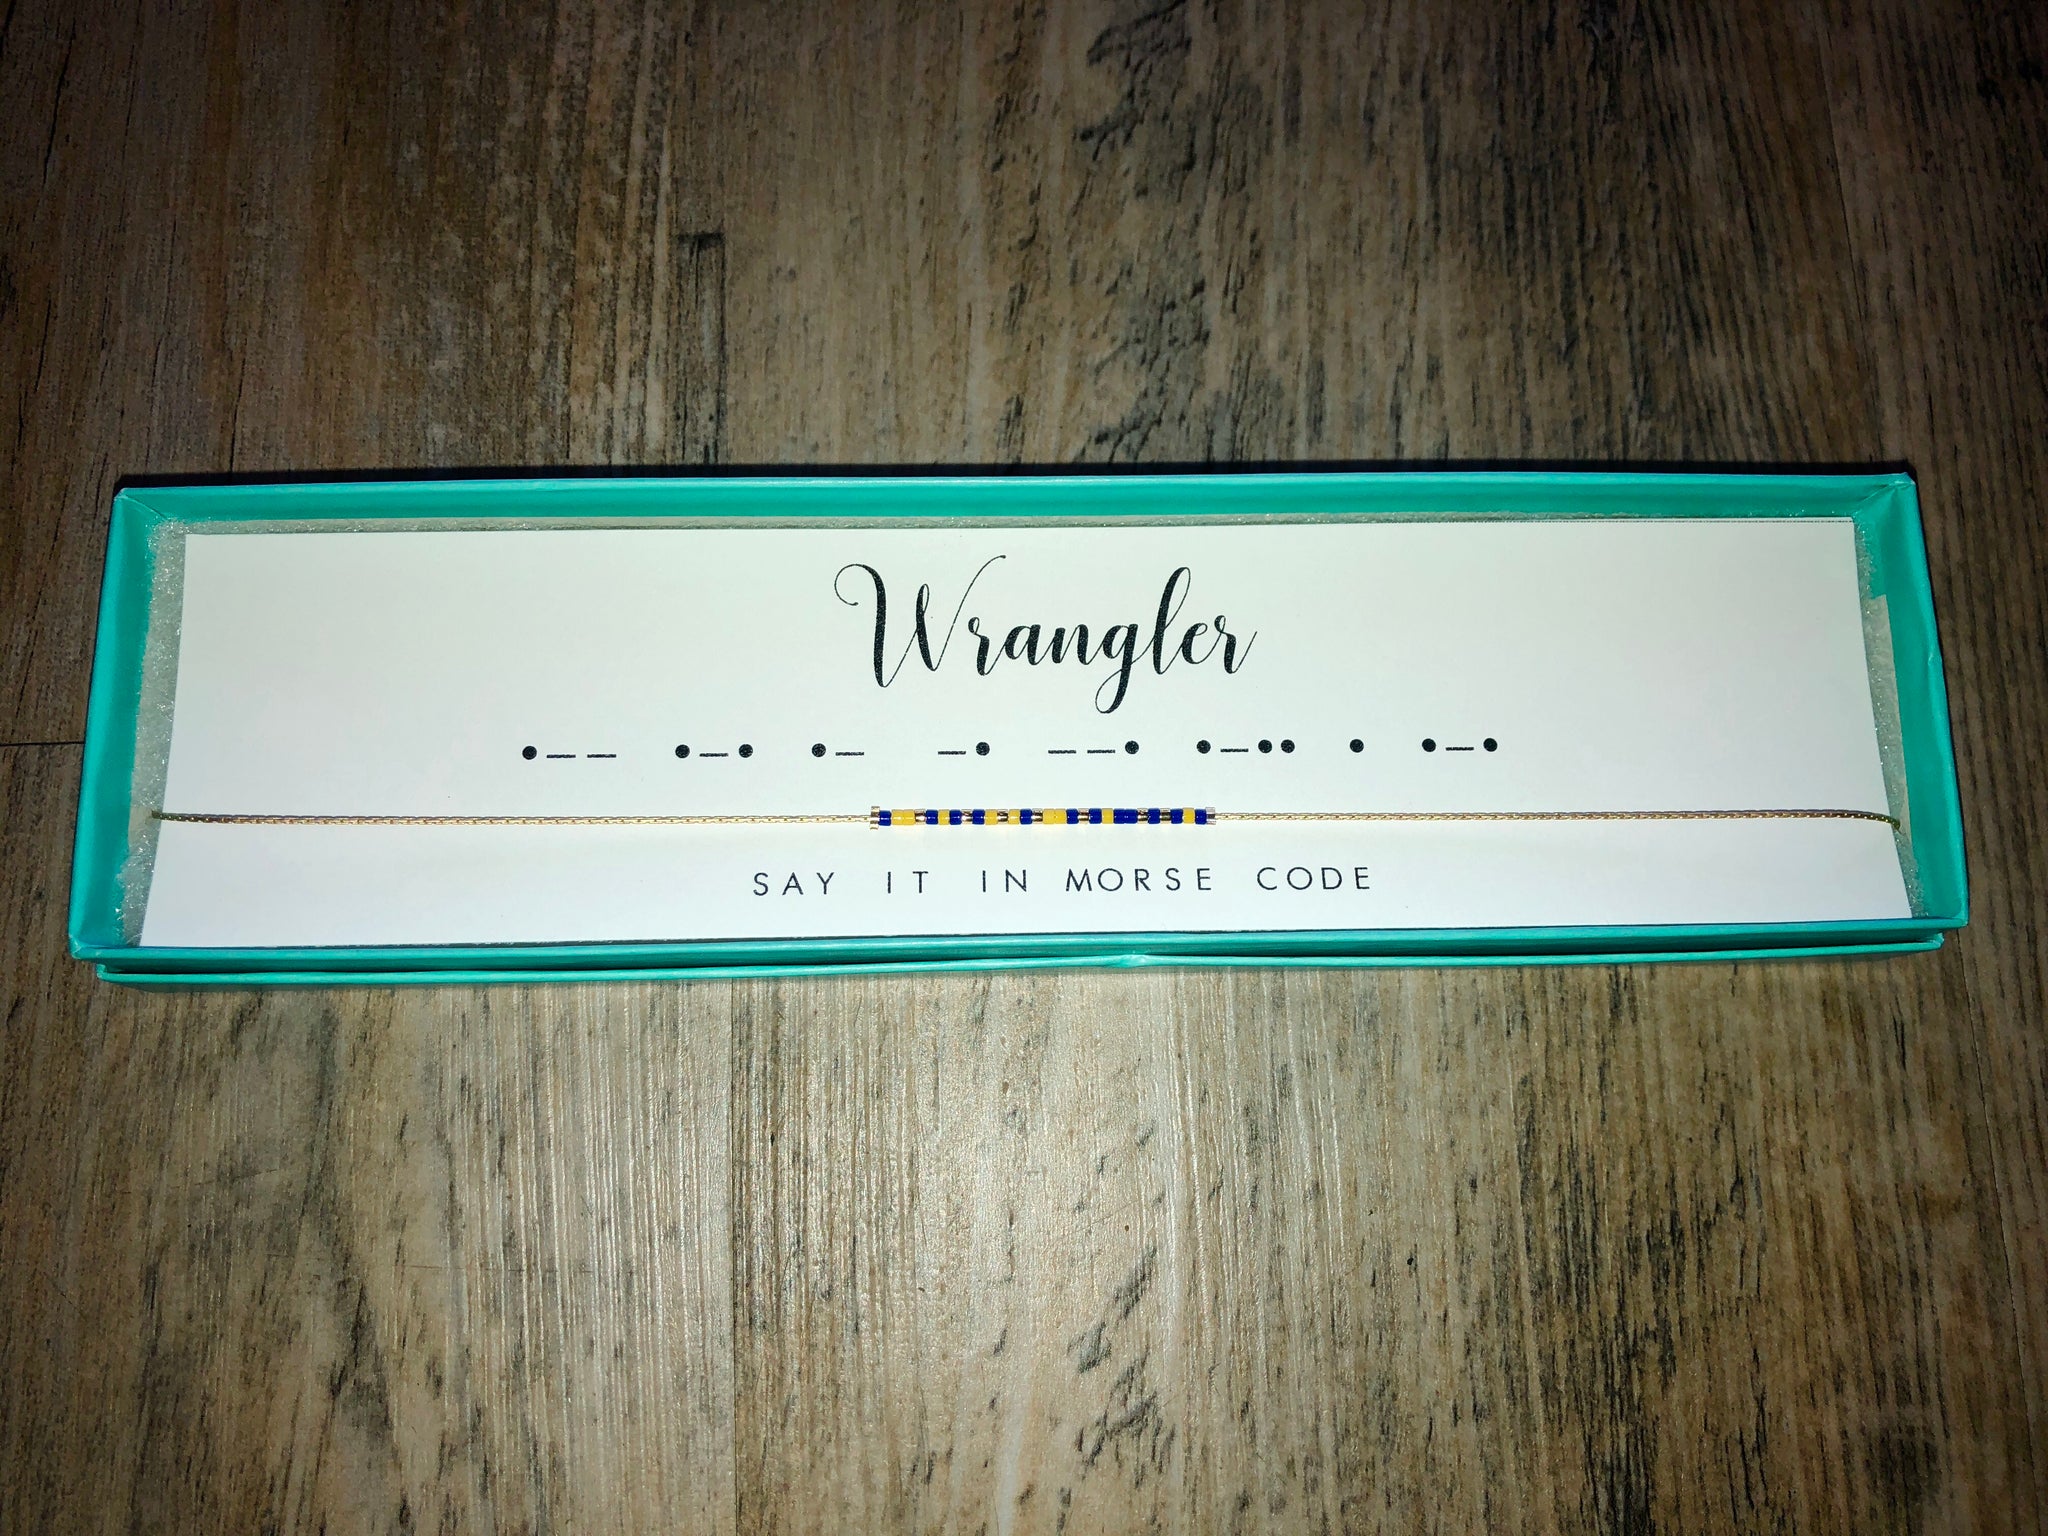 Wrangler
•— — •—• •— —• — —• •—•• • •—•
SAY IT IN MORSE CODE